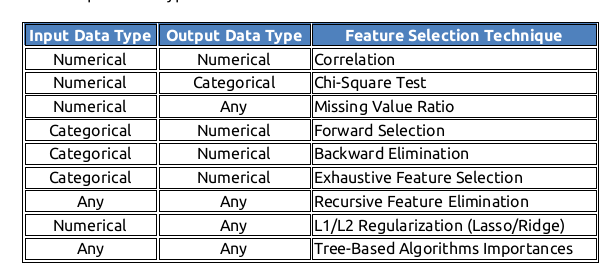 Input Data Type Output Data Type Feature Selection Technique
Numerical Numerical Correlation
Numerical Categorical Chi-Square Test
Numerical Any Missing Value Ratio
Categorical Numerical Forward Selection
Categorical Numerical Backward Elimination
Categorical Numerical Exhaustive Feature Selection
Any Any Recursive Feature Elimination
Numerical Any L1/L2 Regularization (Lasso/Ridge)
Any Any Tree-Based Algorithms Importances